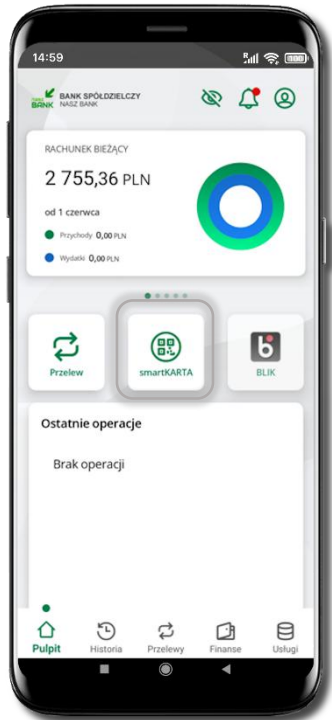 14:59
BANK SPÓŁDZIELCZY
NASZ BANK
RACHUNEK BIEŻĄCY
2 755,36 PLN
od 1 czerwca
Przychody 0,00 PLN
Wydatki 0,00 PLN
Przelew
smartKARTA
BLIK
Ostatnie operacje
Brak operacji
Pulpit
Historia
Przelewy
Finanse
Usługi